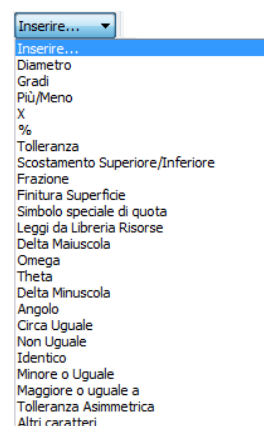 Inserire...
Inserire...
Diametro
Gradi
Più/Meno
X
%
Tolleranza
Scostamento Superiore/Inferiore
Frazione
Finitura Superficie
Simbolo speciale di quota
Leggi da Libreria Risorse
Delta Maiuscola
Omega
Theta
Delta Minuscola
Angolo
Circa Uguale
Non Uguale
Identico
Minore o Uguale
Maggiore o uguale a
Tolleranza Asimmetrica
Altri caratteri